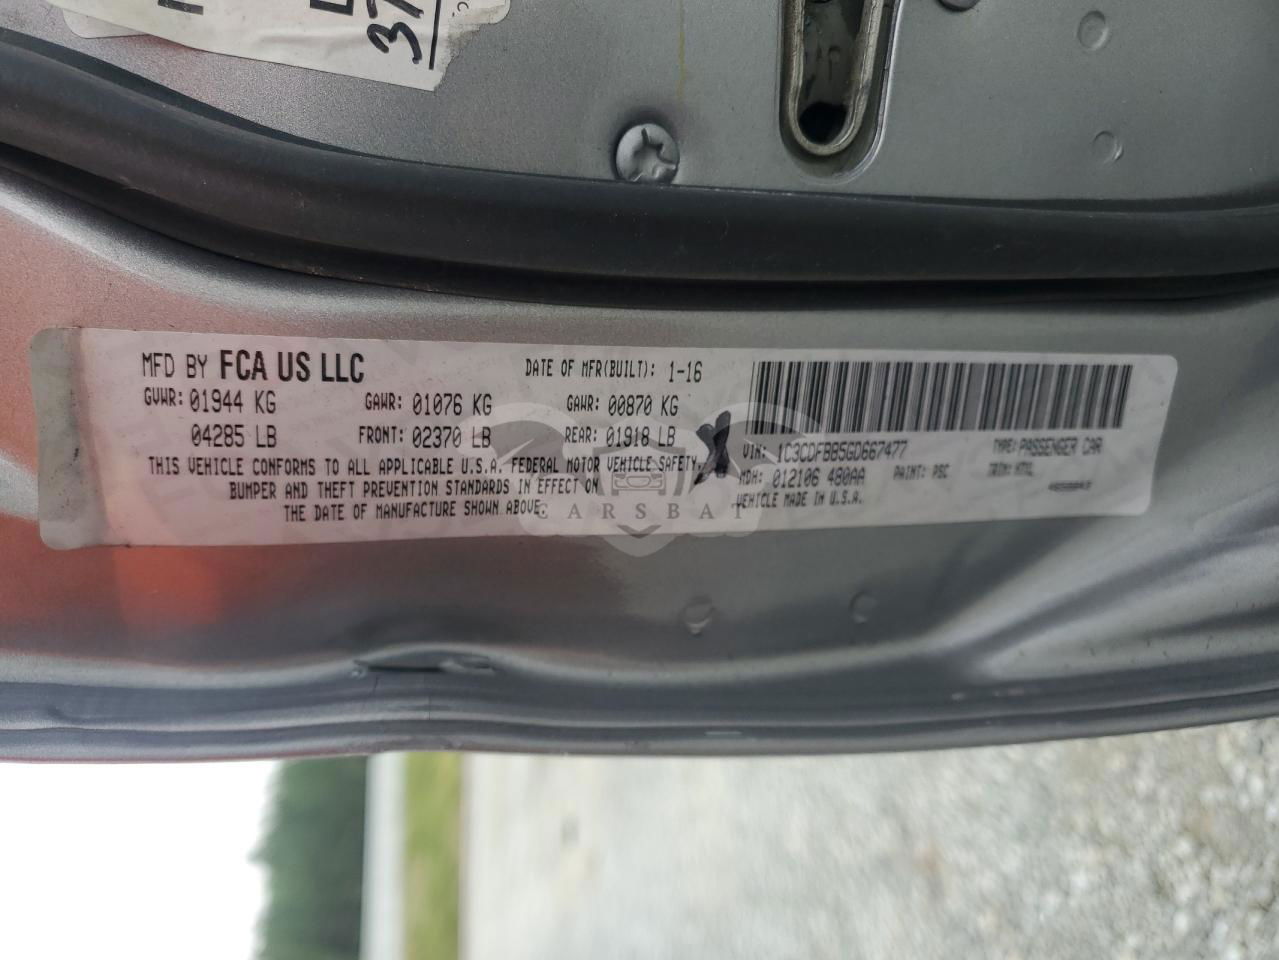 37
MFD BY FCA US LLC
DATE OF MFR(BUILT): 1-16
GVWR: 01944 KG
GAWR: 01076 KG
GAWR: 00870 KG
04285 LB
FRONT: 02370 LB
REAR: 01918 LB
X
THIS VEHICLE CONFORMS TO ALL APPLICABLE U.S.A. FEDERAL MOTOR VEHICLE SAFETY,
BUMPER AND THEFT PREVENTION STANDARDS IN EFFECT ON
THE DATE OF MANUFACTURE SHOWN ABOVE.
VIN: 1C3CDFBB5GD667477
TYPE: PASSENGER CAR
MDH: 012106 480AA
PAINT: PSC
TRIM:
VEHICLE MADE IN U.S.A.
CARSBAT